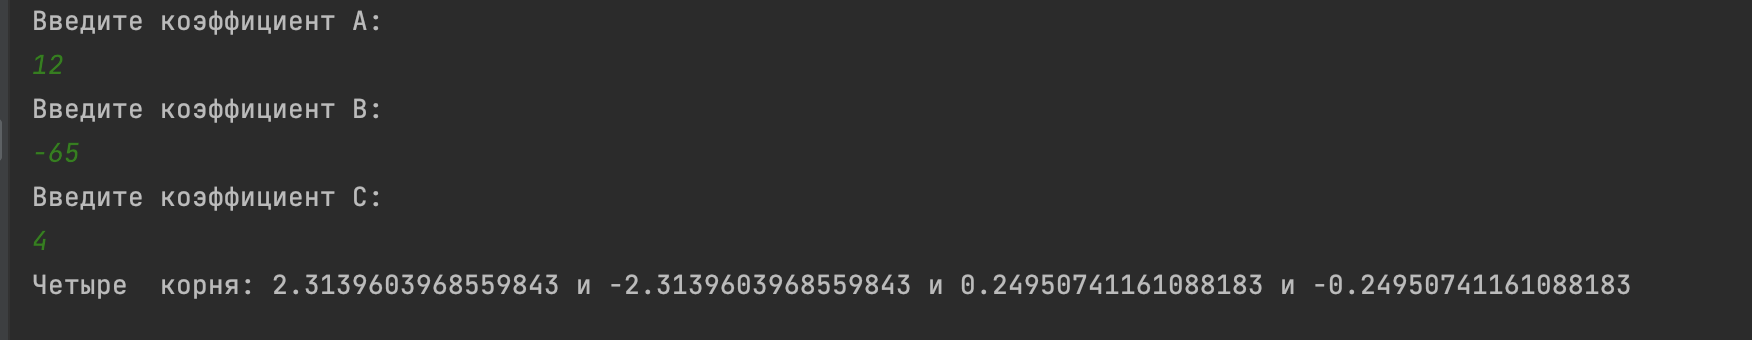 Введите коэффициент А:
12
Введите коэффициент B:
-65
Введите коэффициент C:
4
Четыре  корня: 2.3139603968559843 и -2.3139603968559843 и 0.24950741161088183 и -0.24950741161088183